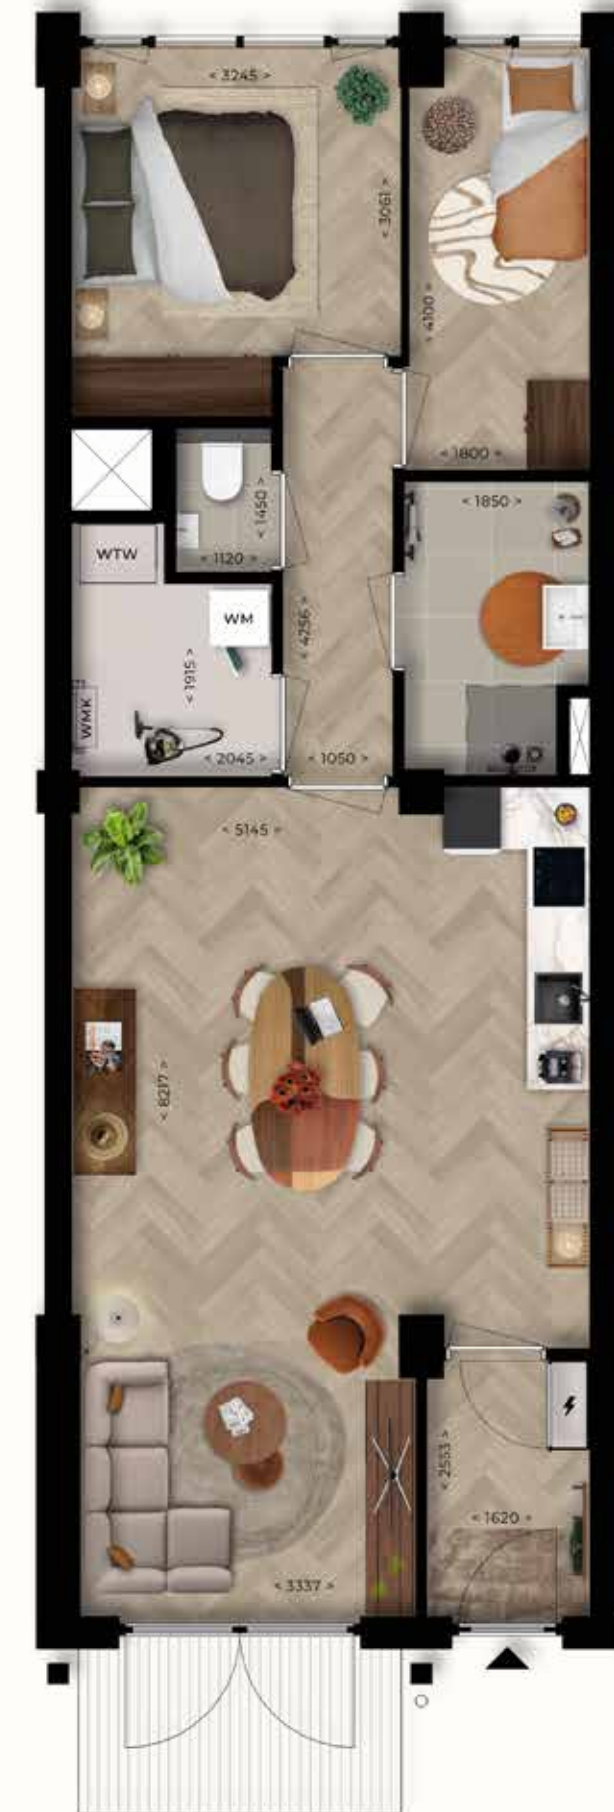 < 3245 >
< 3061 >
< 4100 >
< 1800 >
< 1450 >
< 1120 >
< 1850 >
WTW
WM
< 4256 >
< 1915 >
WMK
< 2045 >
< 1050 >
< 5145 >
< 8217 >
< 2553 >
< 1620 >
< 3337 >